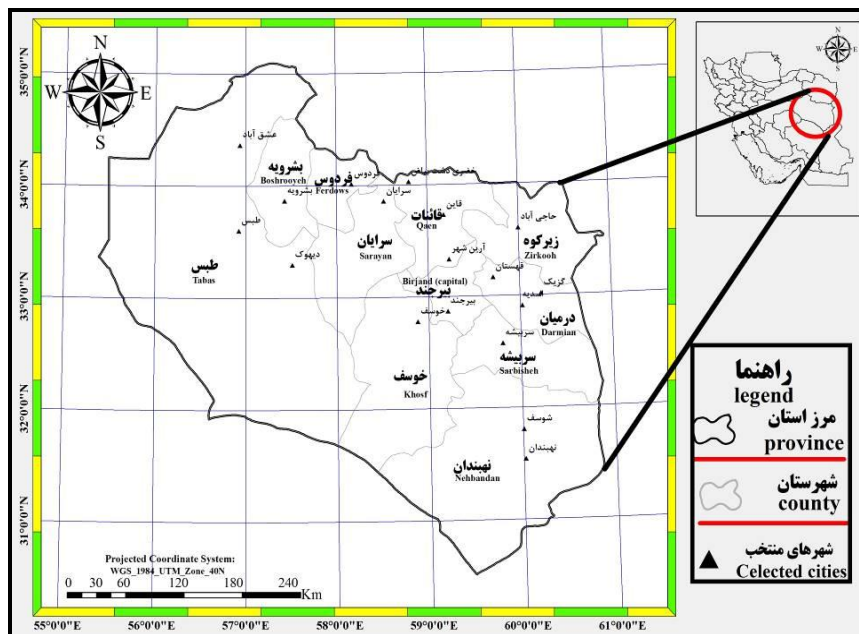 N
W
E
S
35°0'0"N
34°0'0"N
33°0'0"N
32°0'0"N
31°0'0"N
عشق آباد
بشرویه
Boshrooyeh
بشرویه
فردوس
Ferdows
فردوس
سرایان
سرایان
Sarayan
قائنات
Qaen
قاین
حاجی آباد
زیرکوه
Zirkooh
آرین شهر
قهستان
گزیک
اسدیه
طبس
طبس
Tabas
دیهوک
Birjand (capital)
بیرجند
بیرجند
خوسف
درمیان
Darmian
سربیشه
سربیشه
Sarbisheh
خوسف
Khosf
شوسف
نهبندان
نهبندان
Nehbandan
Projected Coordinate System:
WGS_1984_UTM_Zone_40N
0 30 60 120 180 240
Km
55°0'0"E 56°0'0"E 57°0'0"E 58°0'0"E 59°0'0"E 60°0'0"E 61°0'0"E
N
W
E
S
راهنما
legend
مرز استان
province
شهرستان
county
شهرهای منتخب
Celected cities